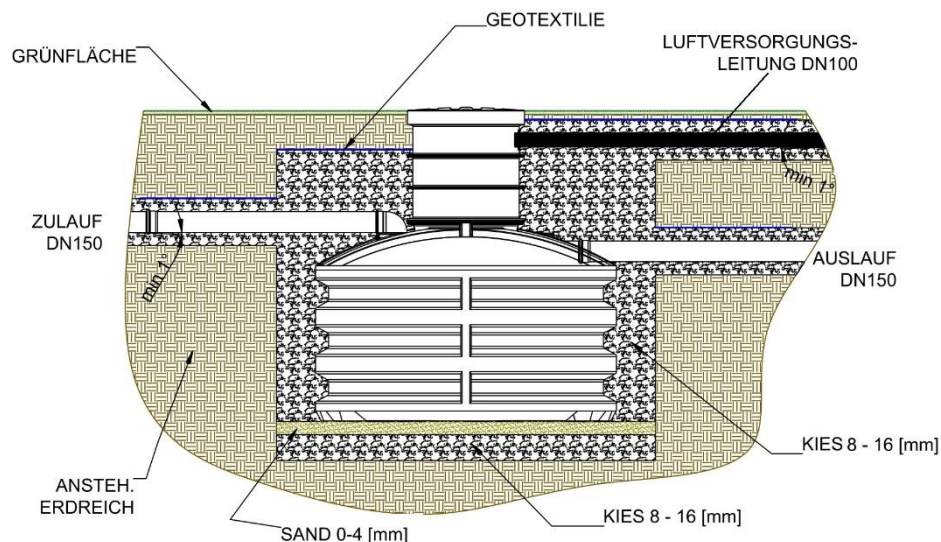 GEOTEXTILIE
GRÜNFLÄCHE
LUFTVERSORGUNGS-
LEITUNG DN100
min 1°
ZULAUF
DN150
min 1°
AUSLAUF
DN150
KIES 8 - 16 [mm]
ANSTEH.
ERDREICH
KIES 8 - 16 [mm]
SAND 0-4 [mm]